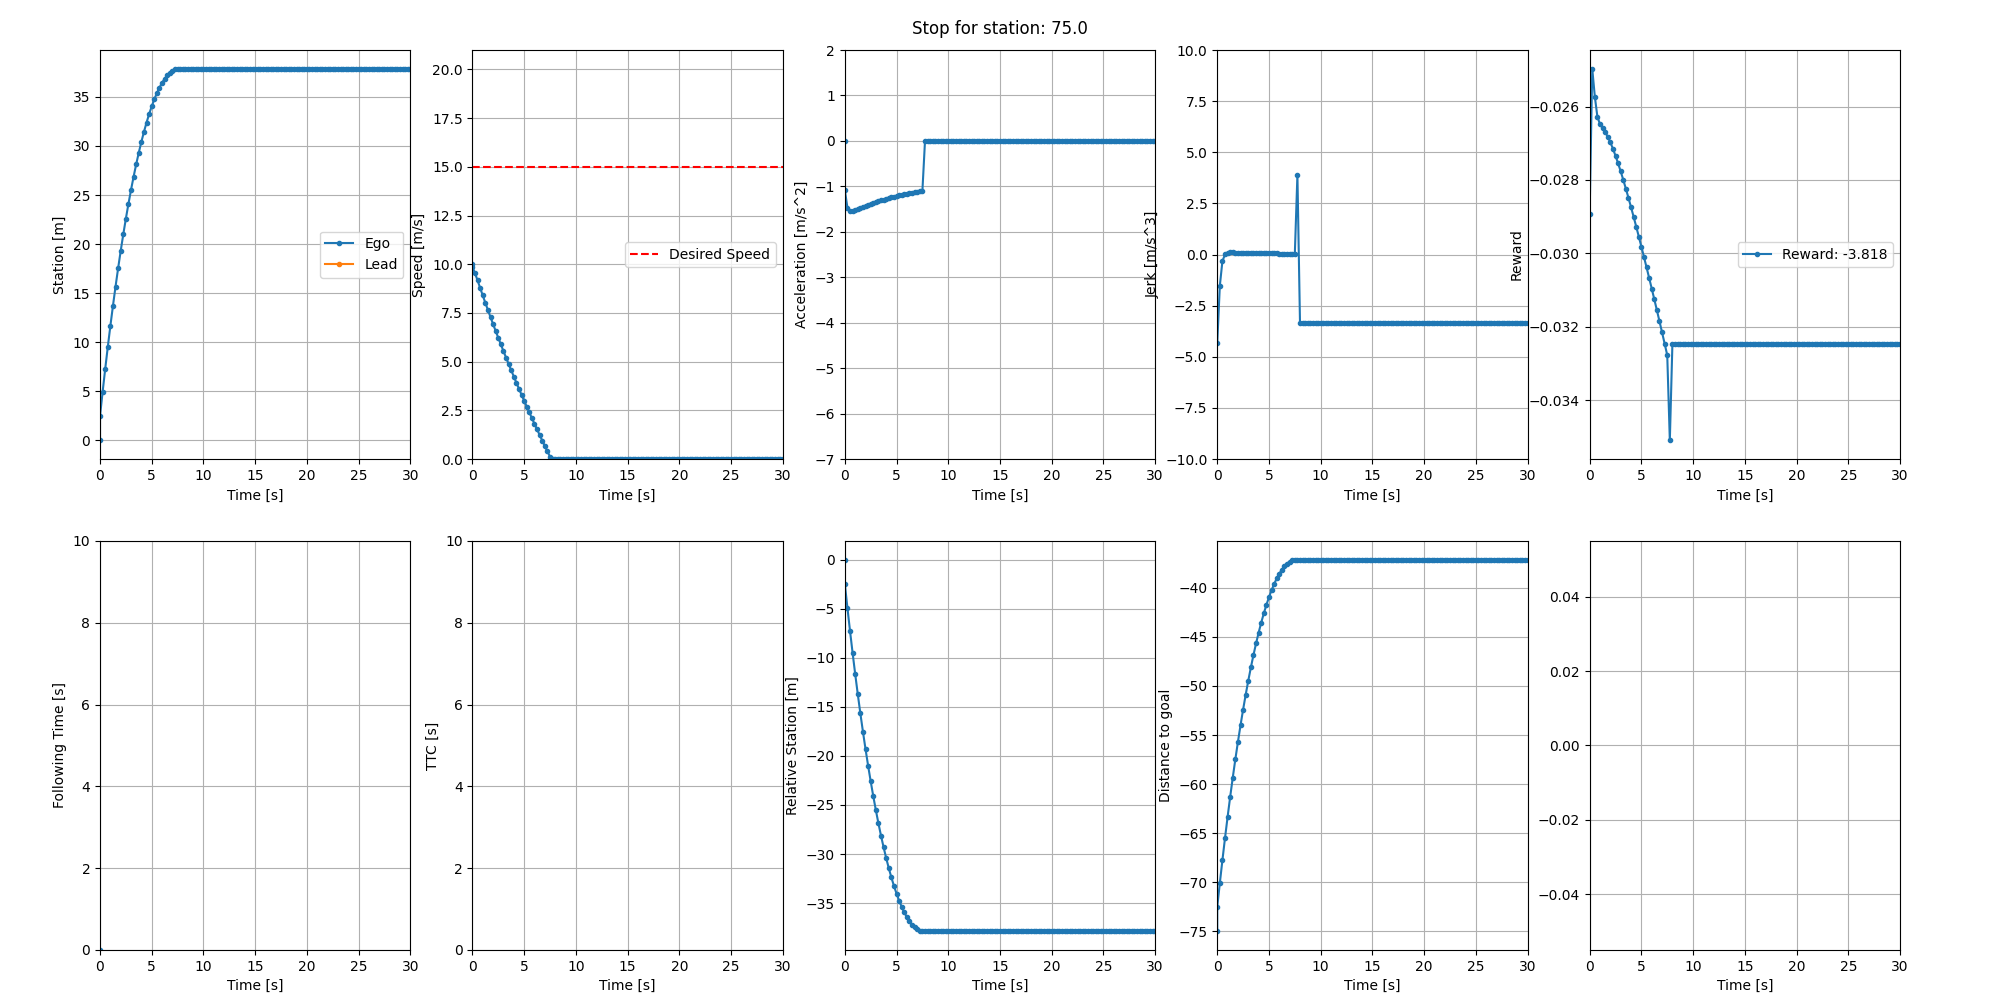 Stop for station: 75.0
Station [m]
35
30
25
20
15
10
5
0
0 5 10 15 20 25 30
Time [s]
Ego
Lead
Speed [m/s]
20.0
17.5
15.0
12.5
10.0
7.5
5.0
2.5
0.0
0 5 10 15 20 25 30
Time [s]
Desired Speed
Acceleration [m/s^2]
2
1
0
−1
−2
−3
−4
−5
−6
−7
0 5 10 15 20 25 30
Time [s]
Jerk [m/s^3]
10.0
7.5
5.0
2.5
0.0
−2.5
−5.0
−7.5
−10.0
0 5 10 15 20 25 30
Time [s]
Reward
−0.026
−0.028
−0.030
−0.032
−0.034
0 5 10 15 20 25 30
Time [s]
Reward: -3.818
Following Time [s]
10
8
6
4
2
0
0 5 10 15 20 25 30
Time [s]
TTC [s]
10
8
6
4
2
0
0 5 10 15 20 25 30
Time [s]
Relative Station [m]
0
−5
−10
−15
−20
−25
−30
−35
0 5 10 15 20 25 30
Time [s]
Distance to goal
−40
−45
−50
−55
−60
−65
−70
−75
0 5 10 15 20 25 30
Time [s]
0.04
0.02
0.00
−0.02
−0.04
0 5 10 15 20 25 30
Time [s]